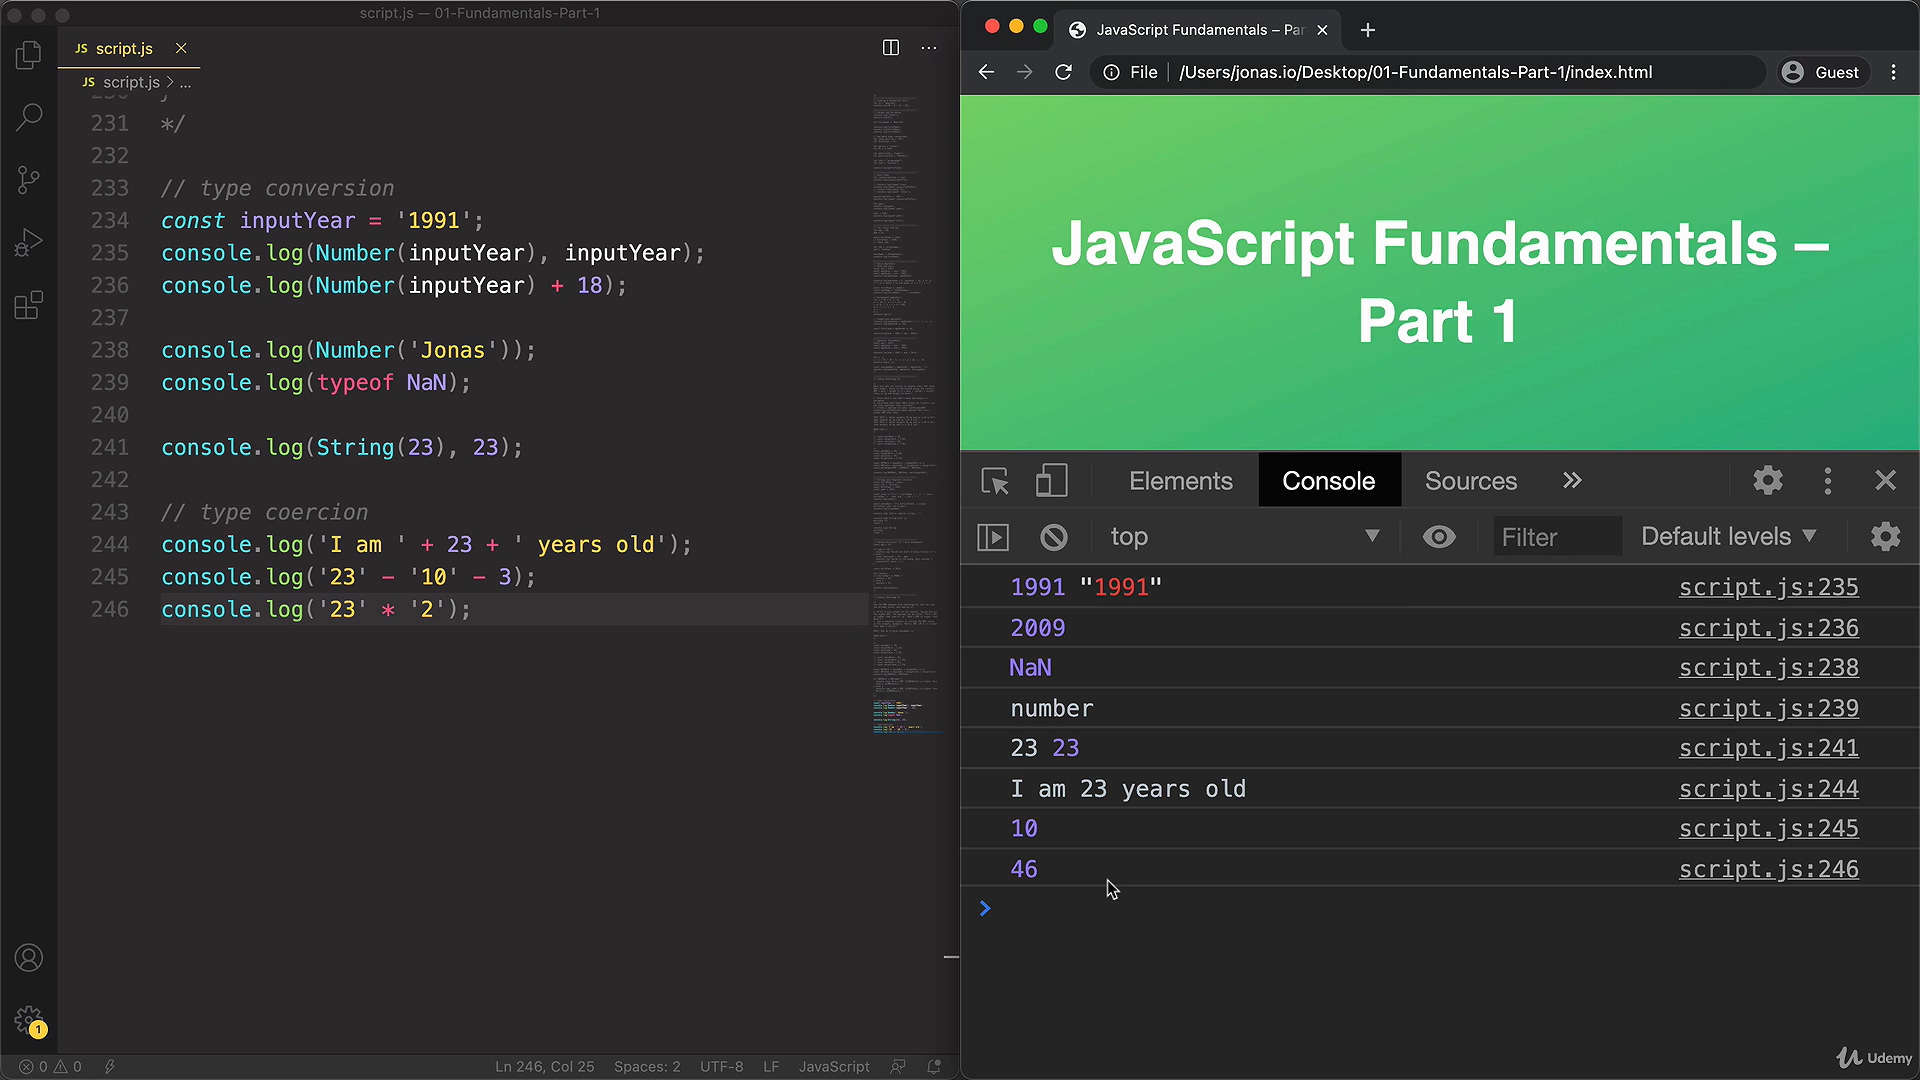 script.js — 01-Fundamentals-Part-1
JS script.js
JS script.js > ...
231 */
232
233 // type conversion
234 const inputYear = '1991';
235 console.log(Number(inputYear), inputYear);
236 console.log(Number(inputYear) + 18);
237
238 console.log(Number('Jonas'));
239 console.log(typeof NaN);
240
241 console.log(String(23), 23);
242
243 // type coercion
244 console.log('I am ' + 23 + ' years old');
245 console.log('23' - '10' - 3);
246 console.log('23' * '2');
1
0 0
Ln 246, Col 25 Spaces: 2 UTF-8 LF JavaScript
JavaScript Fundamentals – Par
File /Users/jonas.io/Desktop/01-Fundamentals-Part-1/index.html Guest
JavaScript Fundamentals –
Part 1
Elements Console Sources
top Filter Default levels
1991 "1991" script.js:235
2009 script.js:236
NaN script.js:238
number script.js:239
23 23 script.js:241
I am 23 years old script.js:244
10 script.js:245
46 script.js:246
Udemy